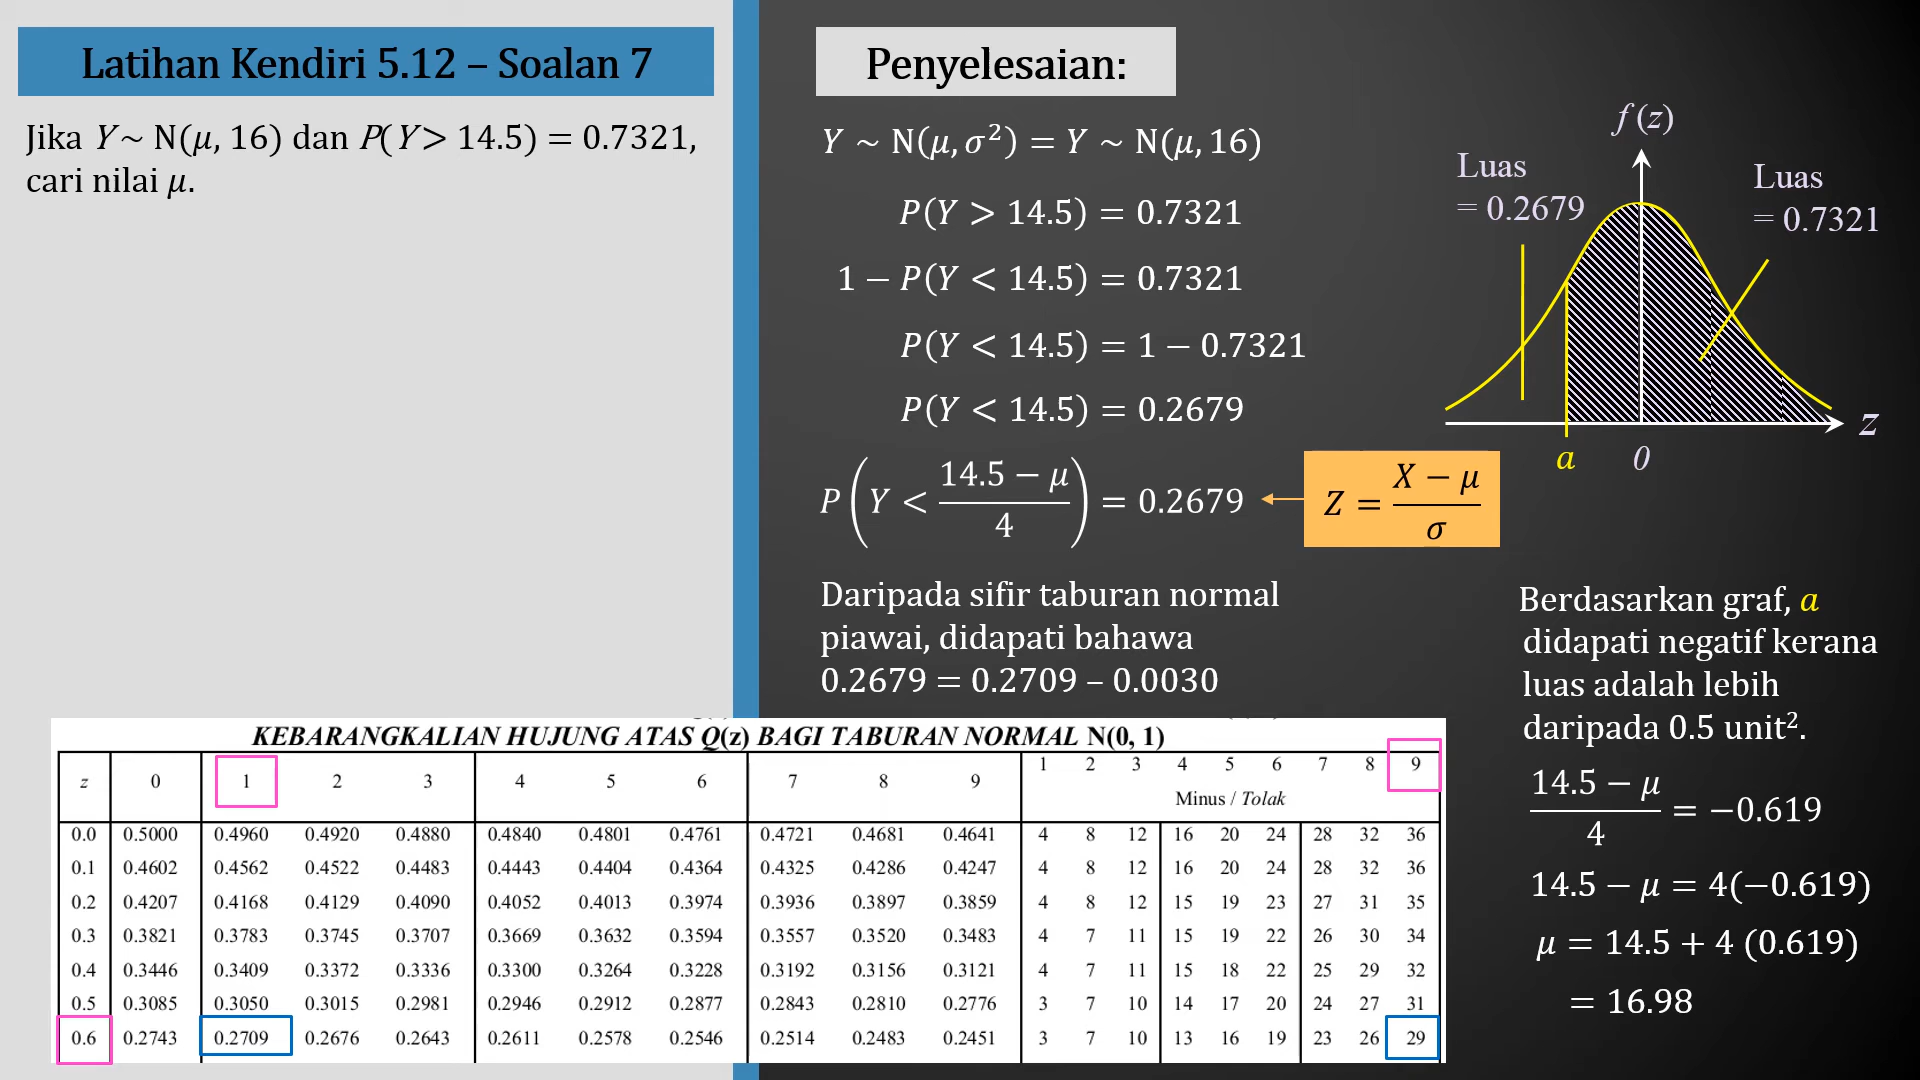 Latihan Kendiri 5.12 – Soalan 7
Jika Y ~ N(μ, 16) dan P(Y > 14.5) = 0.7321,
cari nilai μ.
Penyelesaian:
Y ~ N(μ, σ²) = Y ~ N(μ, 16)
P(Y > 14.5) = 0.7321
1 − P(Y < 14.5) = 0.7321
P(Y < 14.5) = 1 − 0.7321
P(Y < 14.5) = 0.2679
P(Y < (14.5 − μ)/4) = 0.2679
Z = (X − μ)/σ
Daripada sifir taburan normal
piawai, didapati bahawa
0.2679 = 0.2709 – 0.0030
f (z)
Luas
= 0.2679
Luas
= 0.7321
z
a
0
Berdasarkan graf, a
didapati negatif kerana
luas adalah lebih
daripada 0.5 unit².
(14.5 − μ)/4 = −0.619
14.5 − μ = 4(−0.619)
μ = 14.5 + 4 (0.619)
= 16.98
KEBARANGKALIAN HUJUNG ATAS Q(z) BAGI TABURAN NORMAL N(0, 1)
z 0 1 2 3 4 5 6 7 8 9 1 2 3 4 5 6 7 8 9
Minus / Tolak
0.0 0.5000 0.4960 0.4920 0.4880 0.4840 0.4801 0.4761 0.4721 0.4681 0.4641 4 8 12 16 20 24 28 32 36
0.1 0.4602 0.4562 0.4522 0.4483 0.4443 0.4404 0.4364 0.4325 0.4286 0.4247 4 8 12 16 20 24 28 32 36
0.2 0.4207 0.4168 0.4129 0.4090 0.4052 0.4013 0.3974 0.3936 0.3897 0.3859 4 8 12 15 19 23 27 31 35
0.3 0.3821 0.3783 0.3745 0.3707 0.3669 0.3632 0.3594 0.3557 0.3520 0.3483 4 7 11 15 19 22 26 30 34
0.4 0.3446 0.3409 0.3372 0.3336 0.3300 0.3264 0.3228 0.3192 0.3156 0.3121 4 7 11 15 18 22 25 29 32
0.5 0.3085 0.3050 0.3015 0.2981 0.2946 0.2912 0.2877 0.2843 0.2810 0.2776 3 7 10 14 17 20 24 27 31
0.6 0.2743 0.2709 0.2676 0.2643 0.2611 0.2578 0.2546 0.2514 0.2483 0.2451 3 7 10 13 16 19 23 26 29